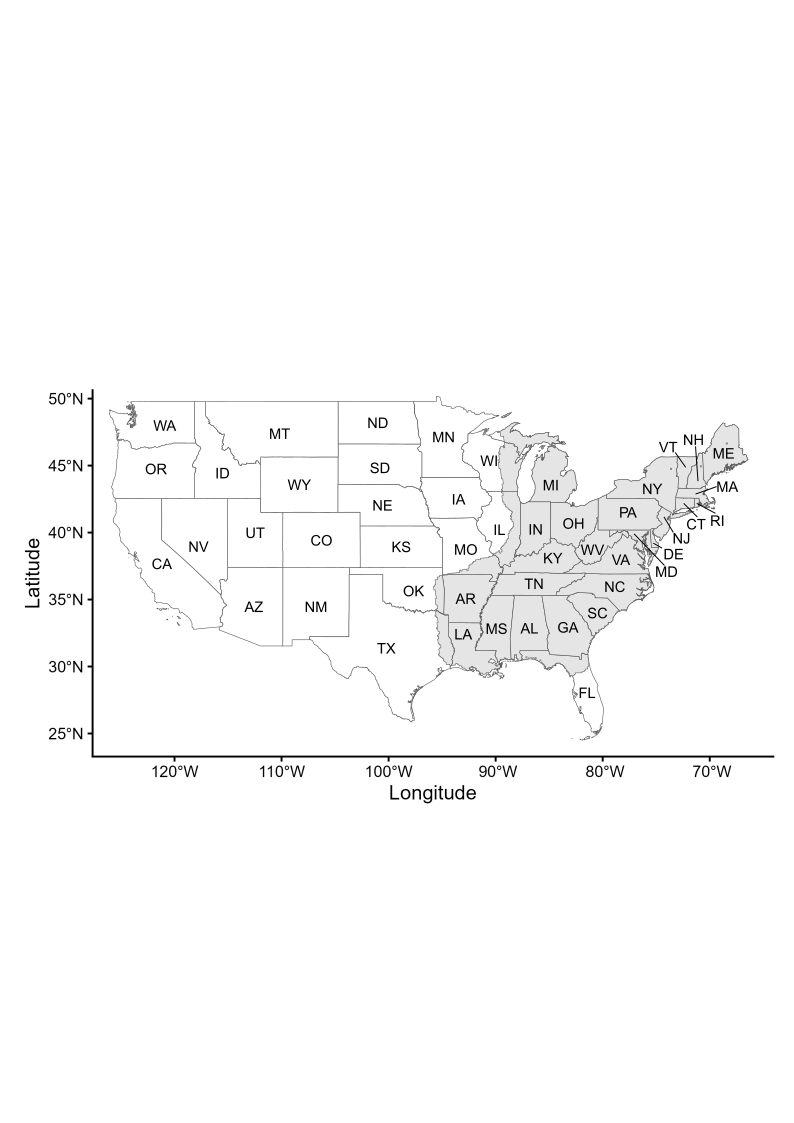 50°N
45°N
40°N
35°N
30°N
25°N
Latitude
WA
MT
ND
MN
OR
ID
SD
WI
MI
VT
NH
ME
WY
NE
IA
NY
MA
NV
UT
CO
KS
MO
IL
IN
OH
PA
CT
RI
NJ
CA
KY
WV
VA
DE
MD
AZ
NM
OK
AR
TN
NC
TX
LA
MS
AL
GA
SC
FL
120°W
110°W
100°W
90°W
80°W
70°W
Longitude